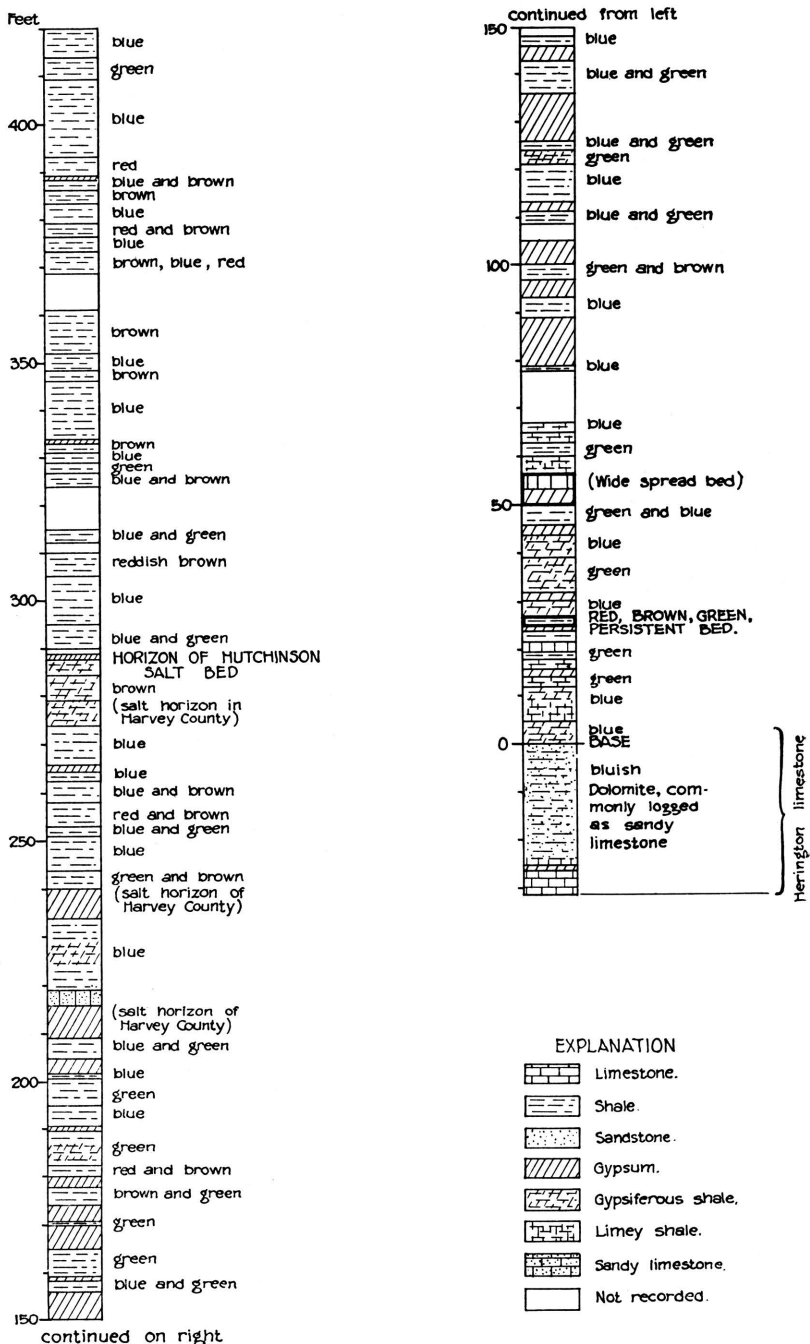 Feet
blue
green
400
blue
red
blue and brown
brown
blue
red and brown
blue
brown, blue, red
brown
350
blue
brown
blue
brown
blue
green
blue and brown
blue and green
reddish brown
300
blue
blue and green
HORIZON OF HUTCHINSON
SALT BED
brown
(salt horizon in
Harvey County)
blue
blue
blue and brown
red and brown
blue and green
250
blue
green and brown
(salt horizon of
Harvey County)
blue
(salt horizon of
Harvey County)
blue and green
200
blue
green
blue
green
red and brown
brown and green
green
green
blue and green
150
continued on right
continued from left
150
blue
blue and green
blue and green
green
blue
blue and green
100
green and brown
blue
blue
blue
green
(Wide spread bed)
50
green and blue
blue
green
blue
RED, BROWN, GREEN,
PERSISTENT BED.
green
green
blue
blue
0
BASE
bluish
Dolomite, com-
monly logged
as sandy
limestone
Herington limestone
EXPLANATION
Limestone.
Shale.
Sandstone.
Gypsum.
Gypsiferous shale.
Limey shale.
Sandy limestone.
Not recorded.